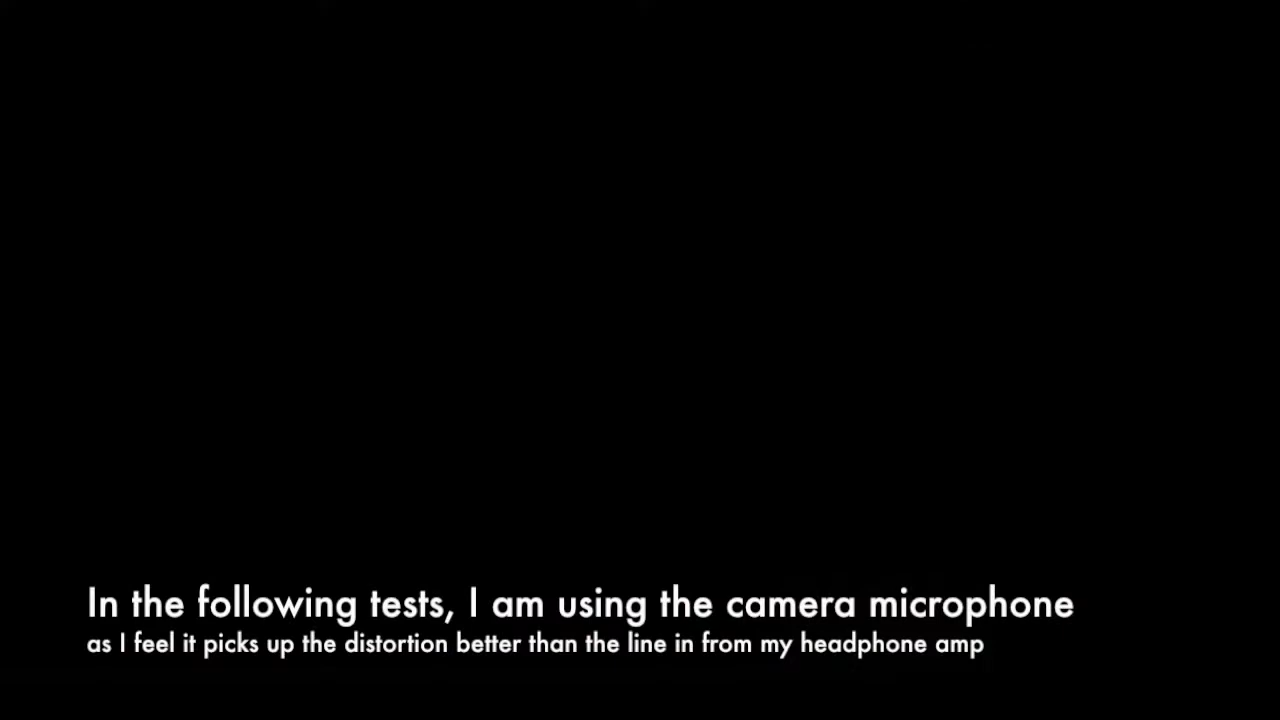 In the following tests, I am using the camera microphone
as I feel it picks up the distortion better than the line in from my headphone amp